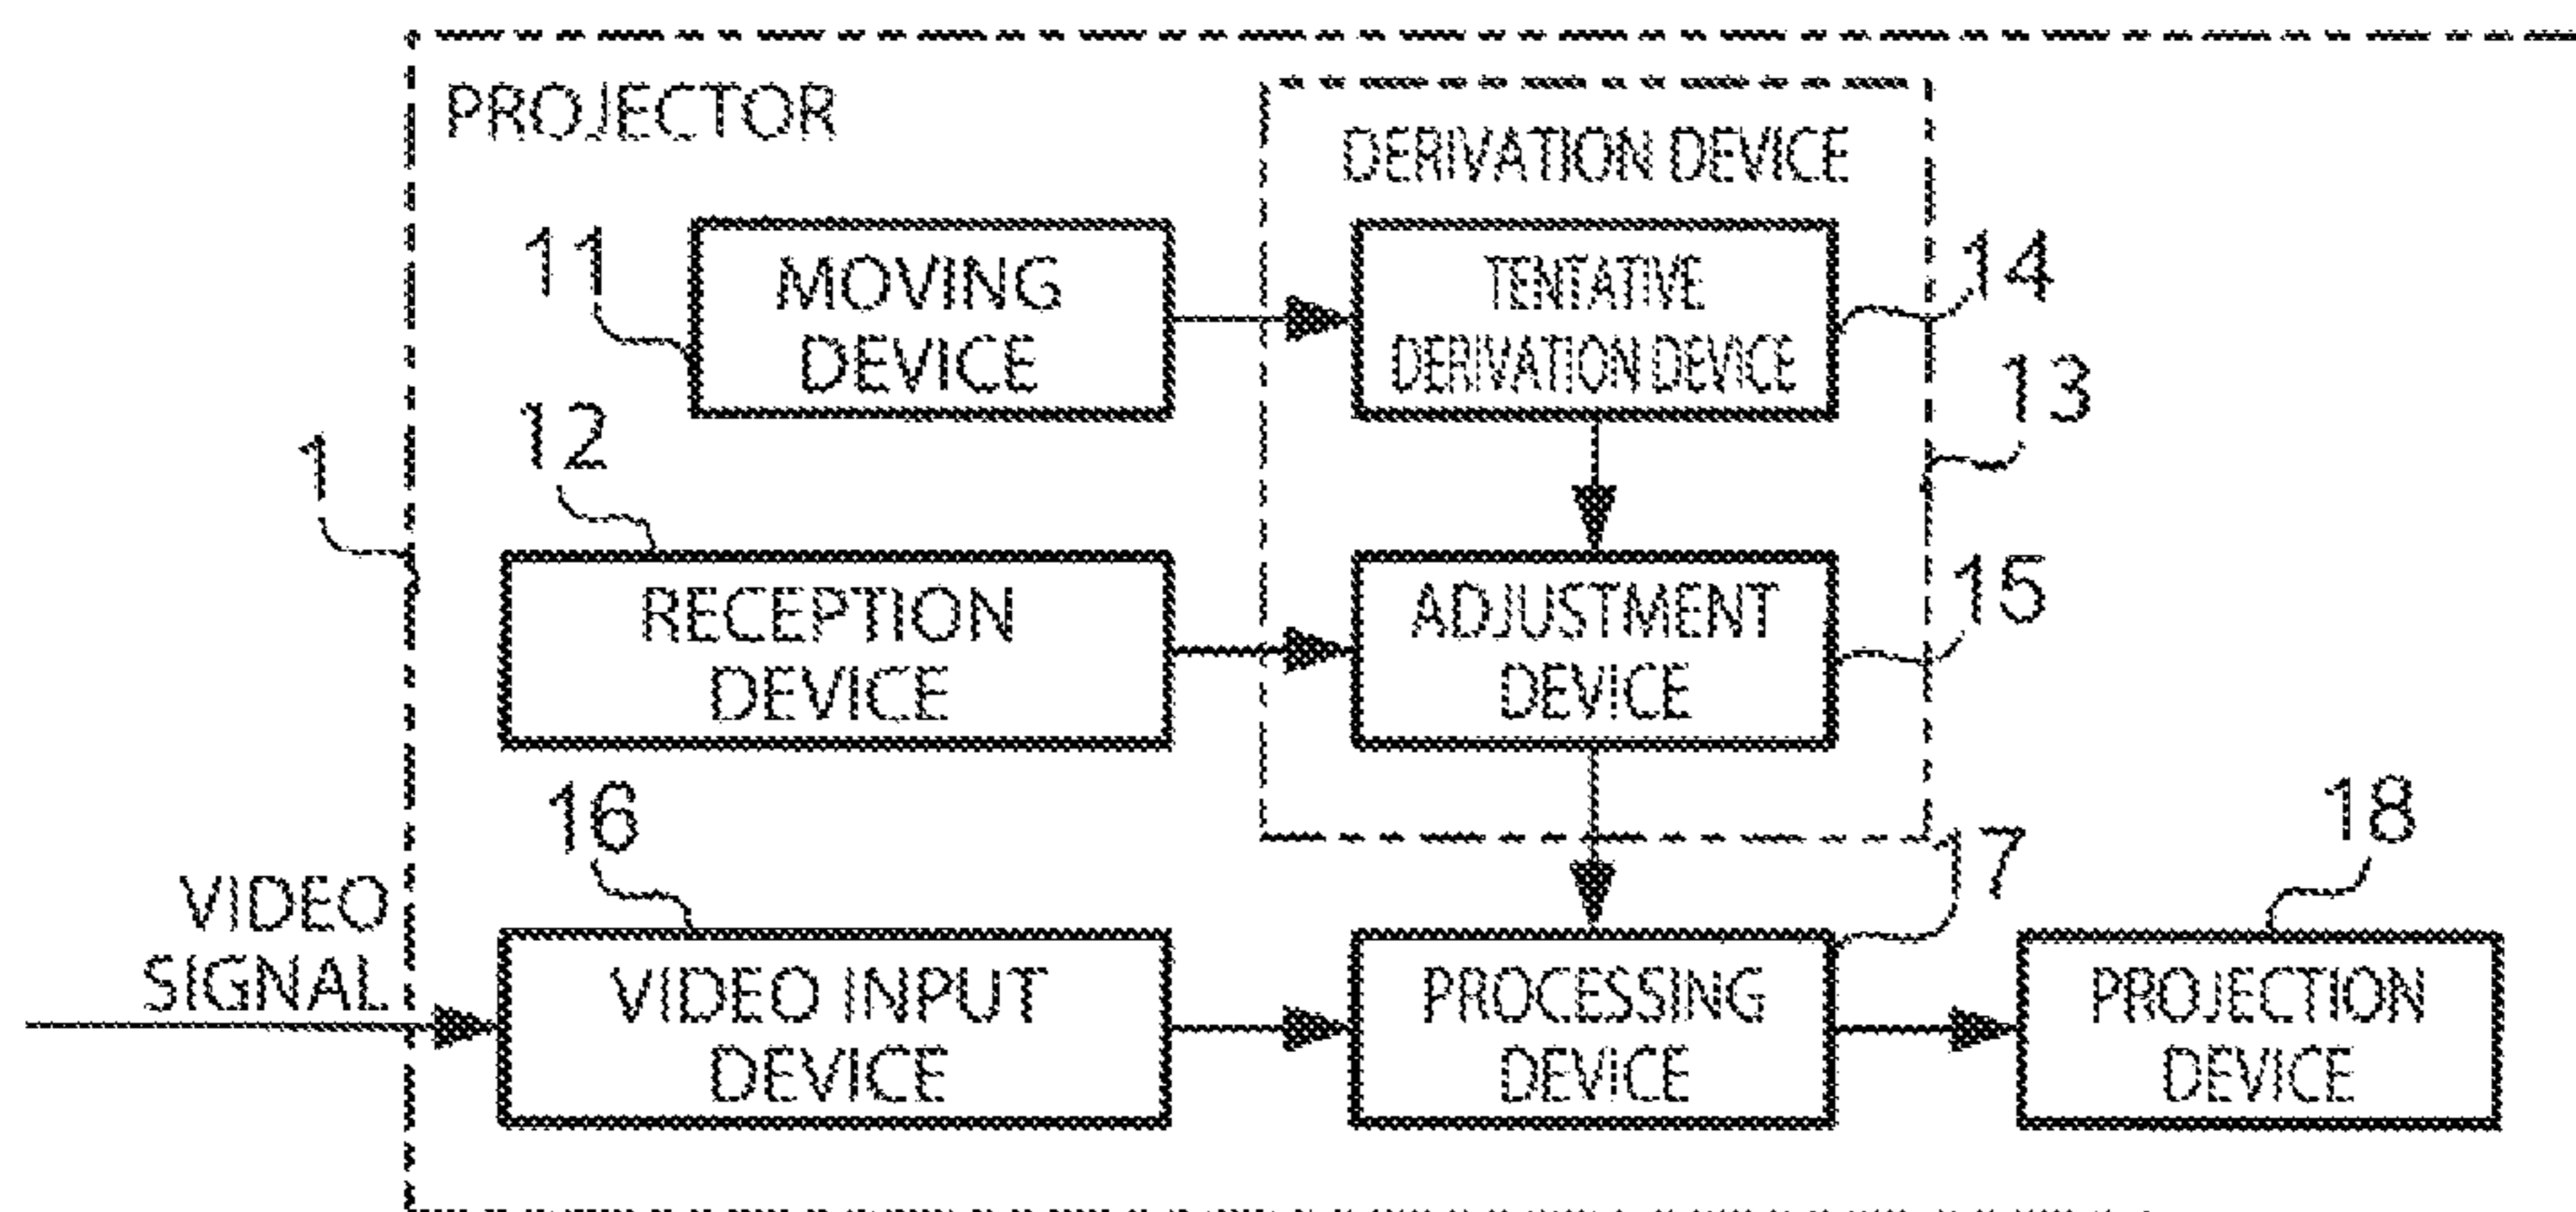 PROJECTOR
DERIVATION DEVICE
11
MOVING
DEVICE
TENTATIVE
DERIVATION DEVICE
14
13
1
12
RECEPTION
DEVICE
ADJUSTMENT
DEVICE
15
16
17
18
VIDEO
SIGNAL
VIDEO INPUT
DEVICE
PROCESSING
DEVICE
PROJECTION
DEVICE